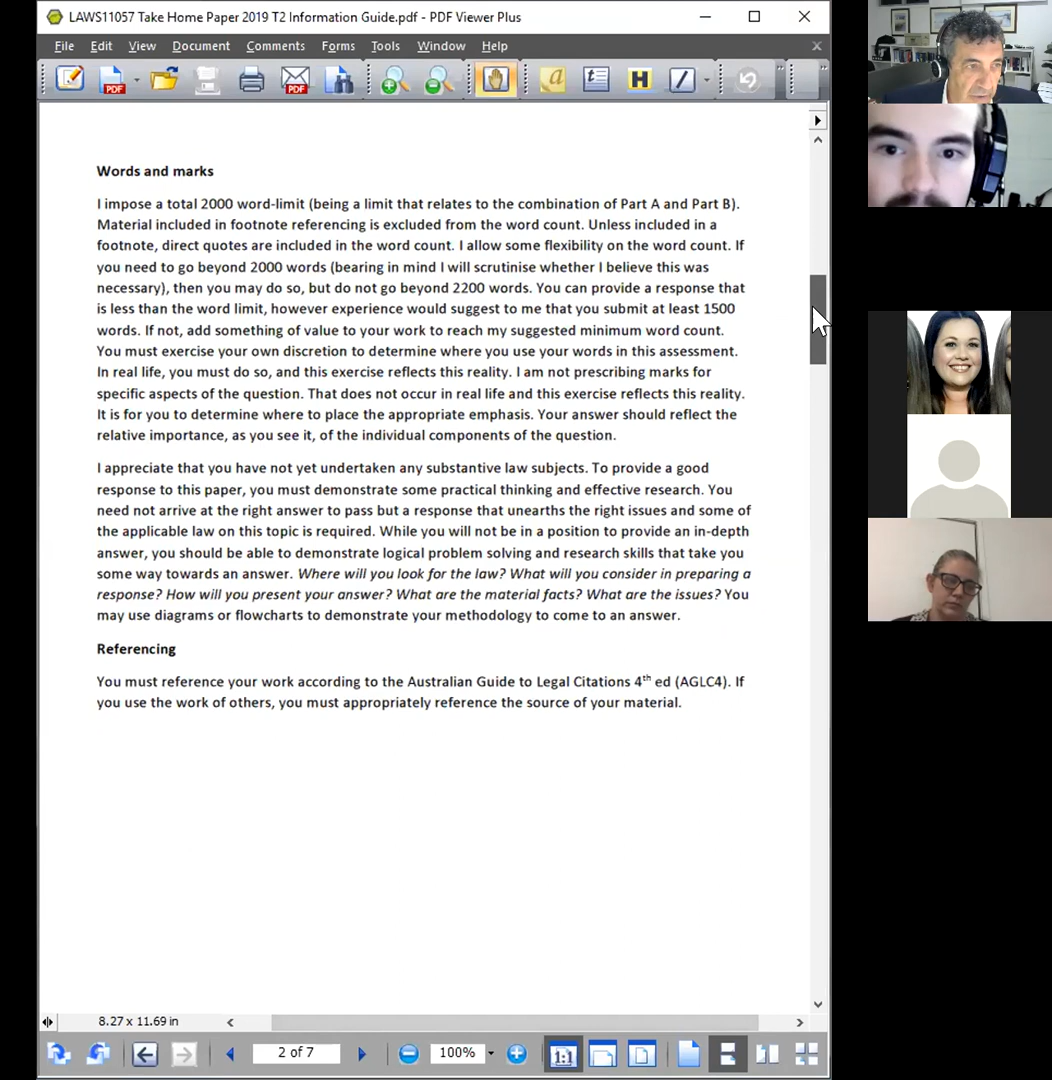 LAWS11057 Take Home Paper 2019 T2 Information Guide.pdf - PDF Viewer Plus
File Edit View Document Comments Forms Tools Window Help
Words and marks
I impose a total 2000 word-limit (being a limit that relates to the combination of Part A and Part B).
Material included in footnote referencing is excluded from the word count. Unless included in a
footnote, direct quotes are included in the word count. I allow some flexibility on the word count. If
you need to go beyond 2000 words (bearing in mind I will scrutinise whether I believe this was
necessary), then you may do so, but do not go beyond 2200 words. You can provide a response that
is less than the word limit, however experience would suggest to me that you submit at least 1500
words. If not, add something of value to your work to reach my suggested minimum word count.
You must exercise your own discretion to determine where you use your words in this assessment.
In real life, you must do so, and this exercise reflects this reality. I am not prescribing marks for
specific aspects of the question. That does not occur in real life and this exercise reflects this reality.
It is for you to determine where to place the appropriate emphasis. Your answer should reflect the
relative importance, as you see it, of the individual components of the question.
I appreciate that you have not yet undertaken any substantive law subjects. To provide a good
response to this paper, you must demonstrate some practical thinking and effective research. You
need not arrive at the right answer to pass but a response that unearths the right issues and some of
the applicable law on this topic is required. While you will not be in a position to provide an in-depth
answer, you should be able to demonstrate logical problem solving and research skills that take you
some way towards an answer. Where will you look for the law? What will you consider in preparing a
response? How will you present your answer? What are the material facts? What are the issues? You
may use diagrams or flowcharts to demonstrate your methodology to come to an answer.
Referencing
You must reference your work according to the Australian Guide to Legal Citations 4th ed (AGLC4). If
you use the work of others, you must appropriately reference the source of your material.
8.27 x 11.69 in
2 of 7
100%
1:1